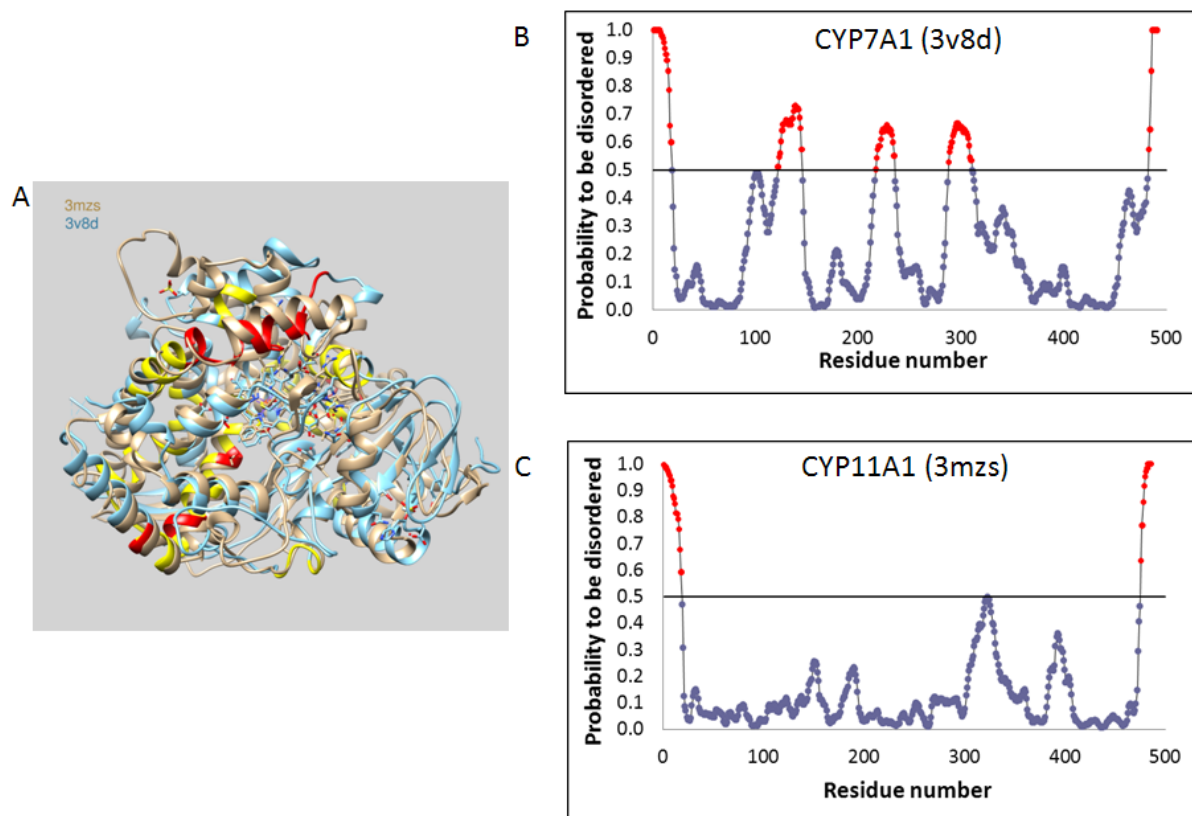 A
3mzs
3v8d
B
CYP7A1 (3v8d)
Probability to be disordered
1.0
0.9
0.8
0.7
0.6
0.5
0.4
0.3
0.2
0.1
0.0
0 100 200 300 400 500
Residue number
C
CYP11A1 (3mzs)
Probability to be disordered
1.0
0.9
0.8
0.7
0.6
0.5
0.4
0.3
0.2
0.1
0.0
0 100 200 300 400 500
Residue number